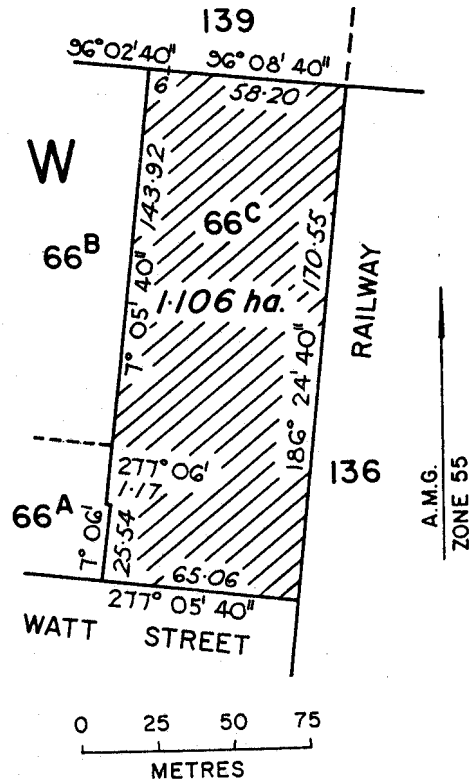 139
96° 02' 40" 96° 08' 40"
6 58·20
W
143·92
66C
66B
170·55
1·106 ha.
7° 05' 40"
RAILWAY
186° 24' 40"
277° 06'
136
1·17
66A
7° 06'
25·54
A.M.G.
ZONE 55
65·06
277° 05' 40"
WATT STREET
0 25 50 75
METRES